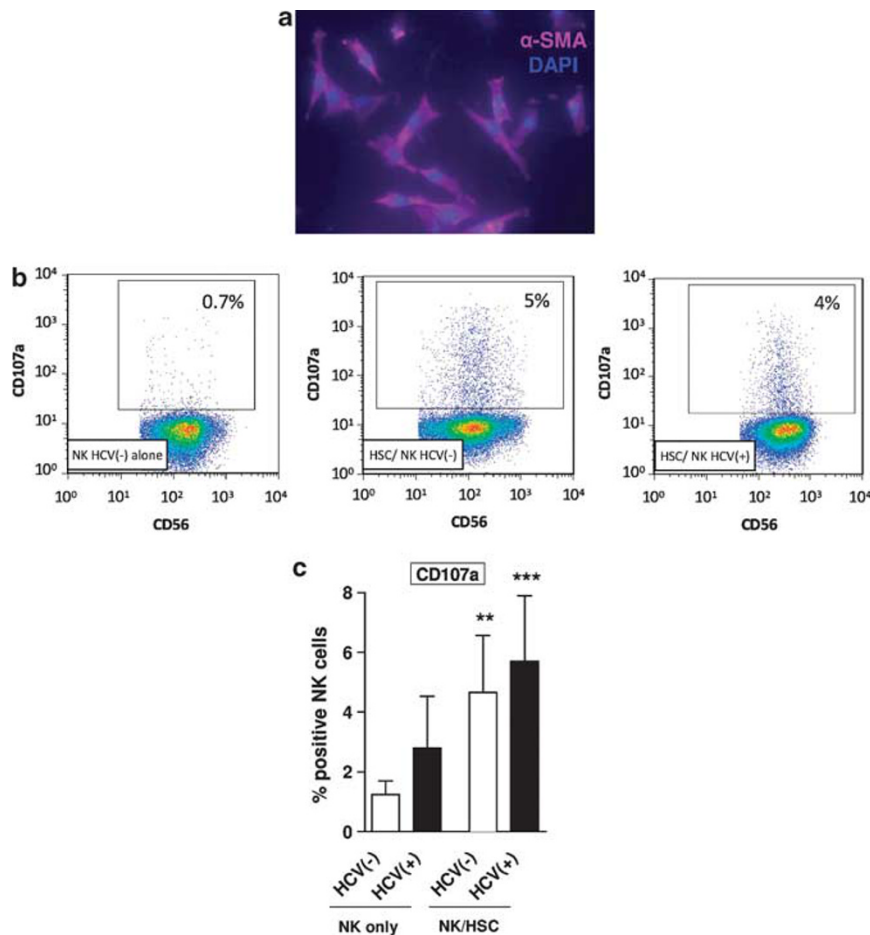 a
α-SMA
DAPI
b
10⁴
10³
10²
10¹
10⁰
CD107a
0.7%
NK HCV(-) alone
10⁰ 10¹ 10² 10³ 10⁴
CD56
10⁴
10³
10²
10¹
10⁰
CD107a
5%
HSC/ NK HCV(-)
10⁰ 10¹ 10² 10³ 10⁴
CD56
10⁴
10³
10²
10¹
10⁰
CD107a
4%
HSC/ NK HCV(+)
10⁰ 10¹ 10² 10³ 10⁴
CD56
c
CD107a
% positive NK cells
8
6
4
2
0
**
***
HCV(-)
HCV(+)
HCV(-)
HCV(+)
NK only
NK/HSC